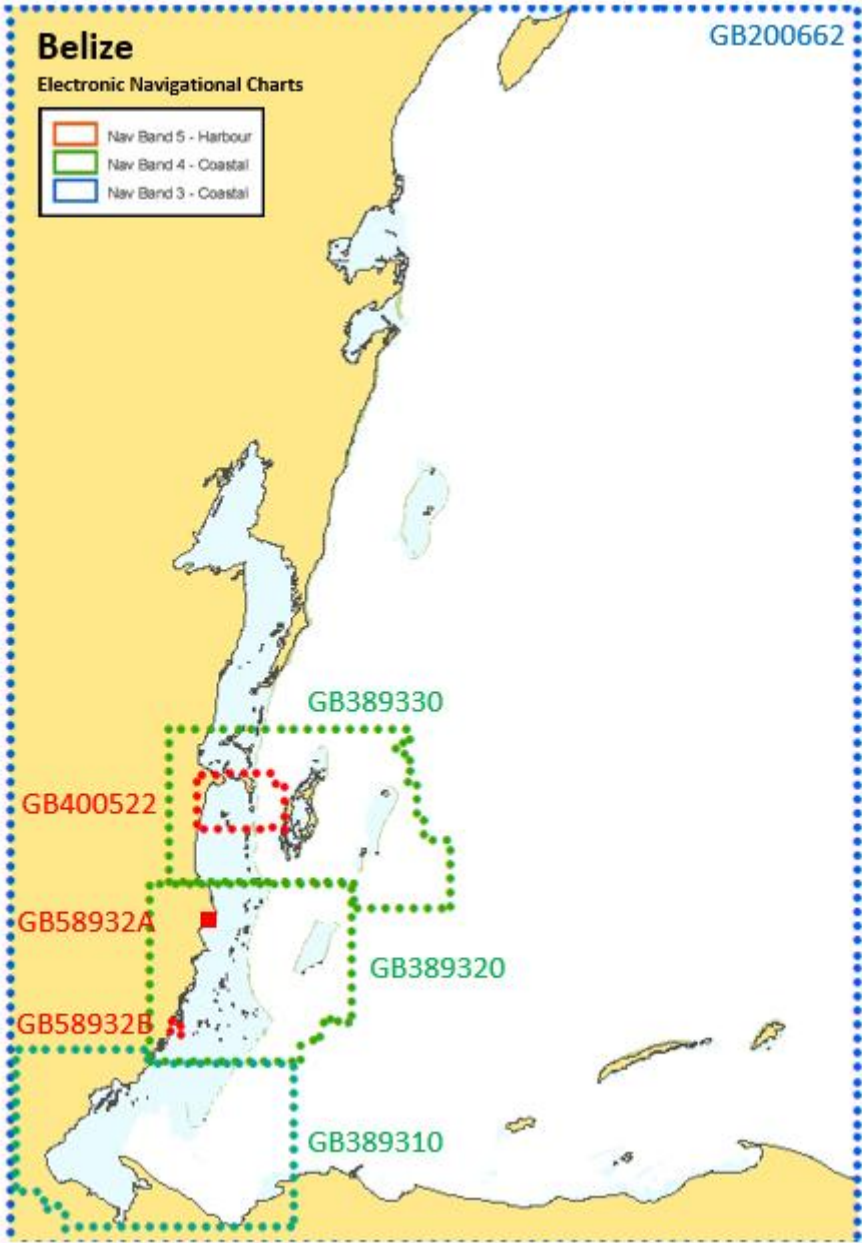 Belize
GB200662
Electronic Navigational Charts
Nav Band 5 - Harbour
Nav Band 4 - Coastal
Nav Band 3 - Coastal
GB389330
GB400522
GB58932A
GB389320
GB58932B
GB389310